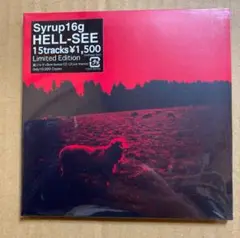 Syrup16g
HELL-SEE
15tracks¥1,500
Limited Edition